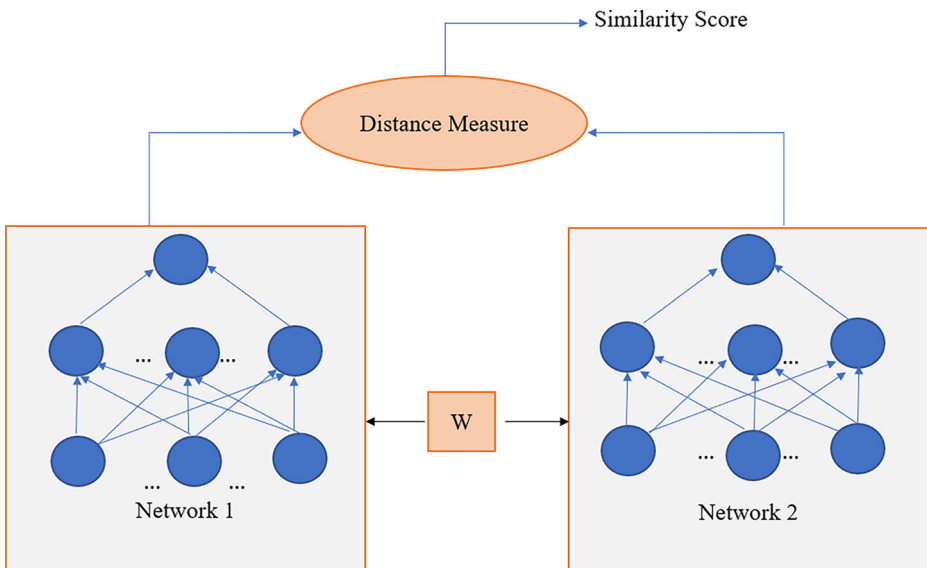 Similarity Score
Distance Measure
W
... ...
... ...
Network 1
... ...
... ...
Network 2